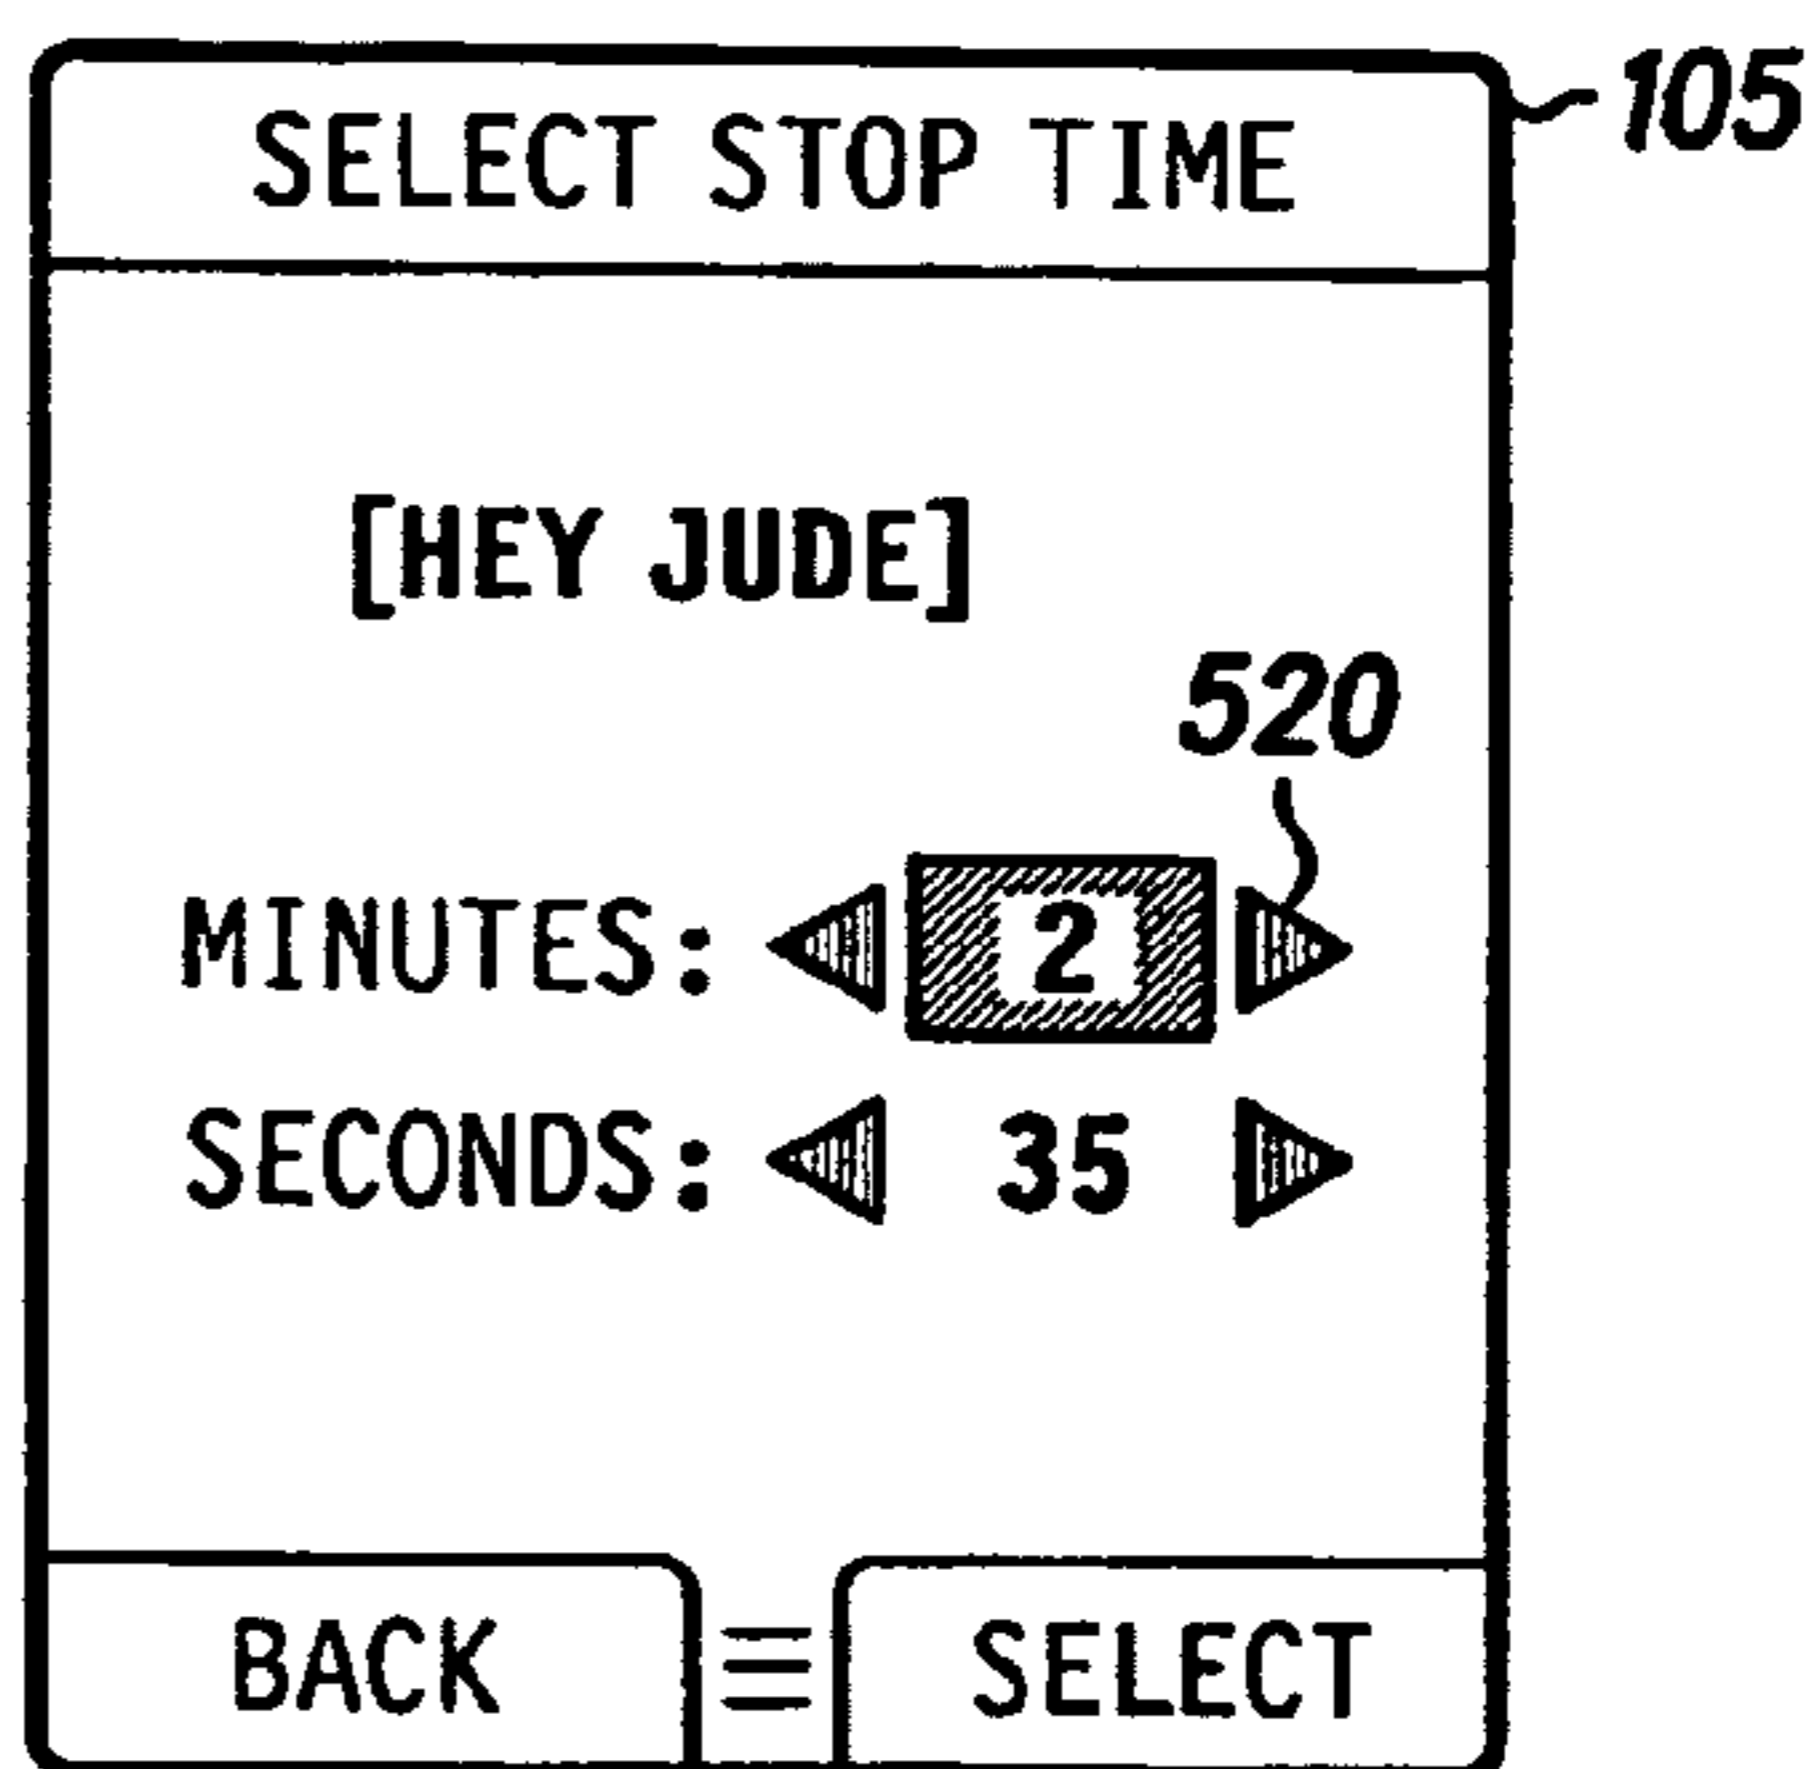 SELECT STOP TIME
105
[HEY JUDE]
520
MINUTES: 2
SECONDS: 35
BACK SELECT